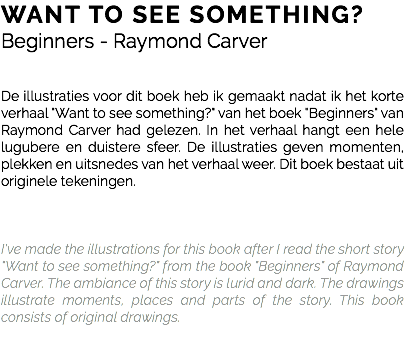 WANT TO SEE SOMETHING?
Beginners - Raymond Carver
De illustraties voor dit boek heb ik gemaakt nadat ik het korte
verhaal "Want to see something?" van het boek "Beginners" van
Raymond Carver had gelezen. In het verhaal hangt een hele
lugubere en duistere sfeer. De illustraties geven momenten,
plekken en uitsnedes van het verhaal weer. Dit boek bestaat uit
originele tekeningen.
I've made the illustrations for this book after I read the short story
"Want to see something?" from the book "Beginners" of Raymond
Carver. The ambiance of this story is lurid and dark. The drawings
illustrate moments, places and parts of the story. This book
consists of original drawings.